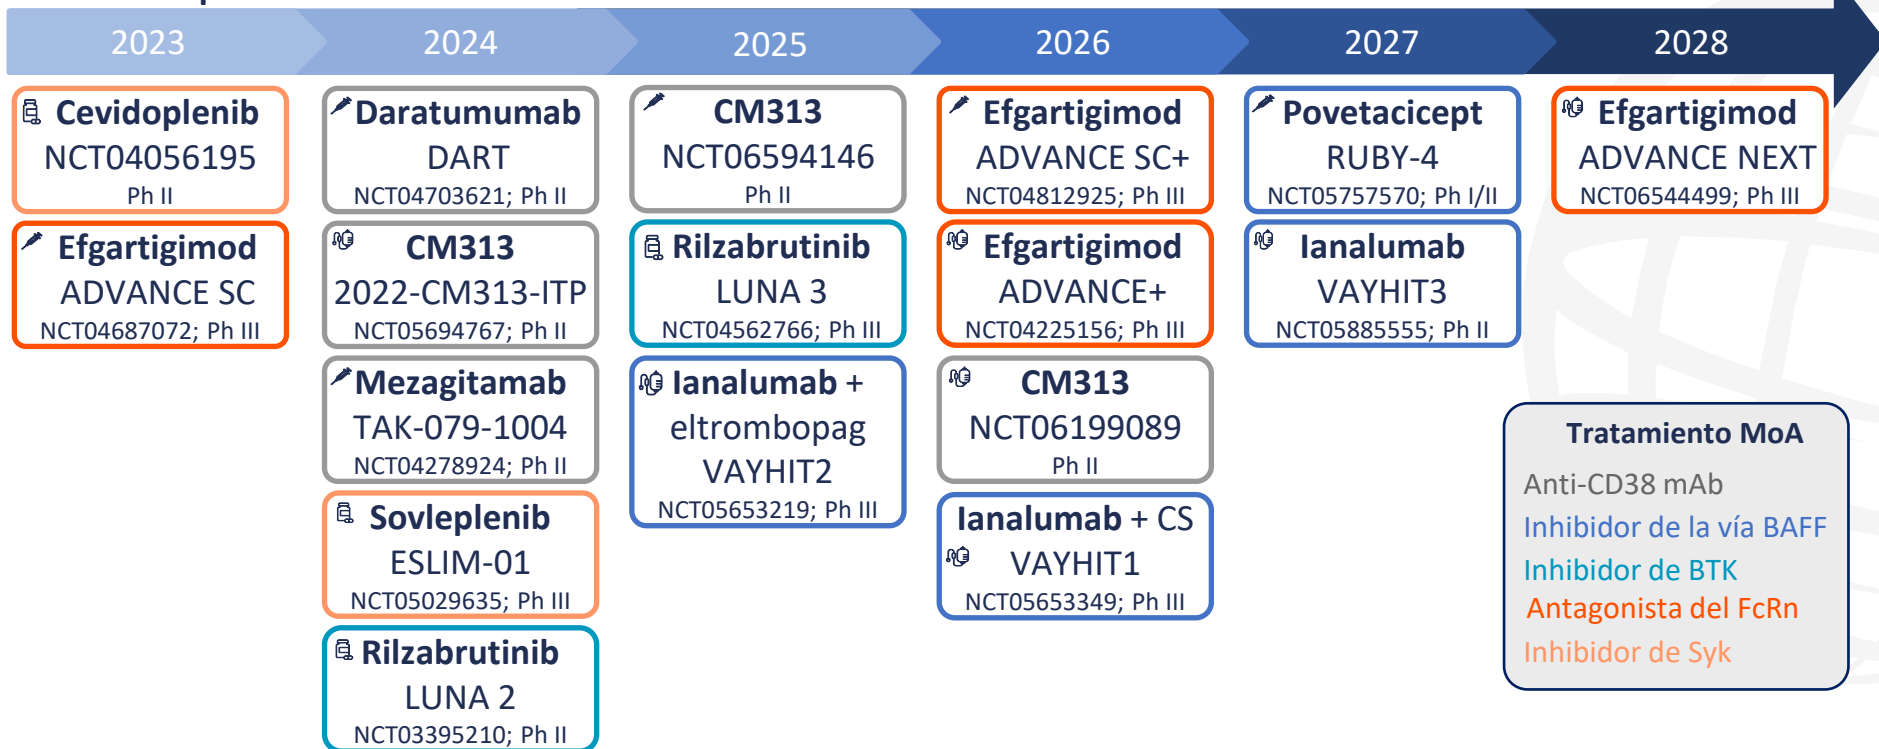 2023
2024
2025
2026
2027
2028
Cevidoplenib
NCT04056195
Ph II
Efgartigimod
ADVANCE SC
NCT04687072; Ph III
Daratumumab
DART
NCT04703621; Ph II
CM313
2022-CM313-ITP
NCT05694767; Ph II
Mezagitamab
TAK-079-1004
NCT04278924; Ph II
Sovleplenib
ESLIM-01
NCT05029635; Ph III
Rilzabrutinib
LUNA 2
NCT03395210; Ph II
CM313
NCT06594146
Ph II
Rilzabrutinib
LUNA 3
NCT04562766; Ph III
Ianalumab +
eltrombopag
VAYHIT2
NCT05653219; Ph III
Efgartigimod
ADVANCE SC+
NCT04812925; Ph III
Efgartigimod
ADVANCE+
NCT04225156; Ph III
CM313
NCT06199089
Ph II
Ianalumab + CS
VAYHIT1
NCT05653349; Ph III
Povetacicept
RUBY-4
NCT05757570; Ph I/II
Ianalumab
VAYHIT3
NCT05885555; Ph II
Efgartigimod
ADVANCE NEXT
NCT06544499; Ph III
Tratamiento MoA
Anti-CD38 mAb
Inhibidor de la vía BAFF
Inhibidor de BTK
Antagonista del FcRn
Inhibidor de Syk